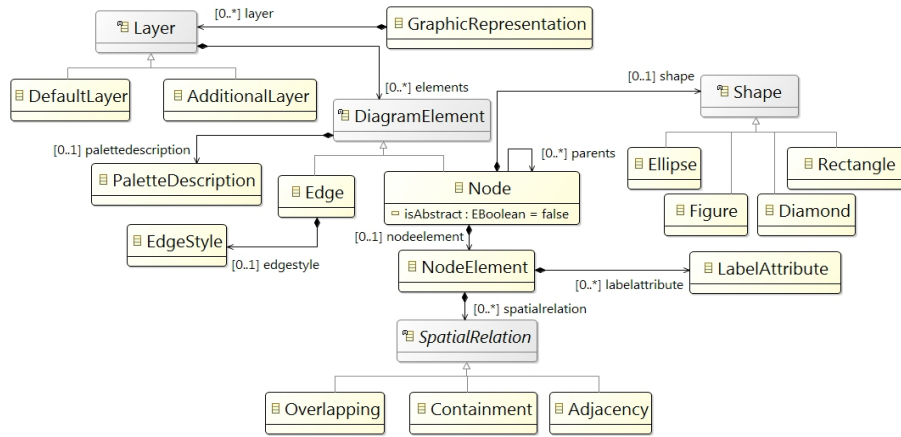 [0..*] layer
GraphicRepresentation
Layer
DefaultLayer
AdditionalLayer
[0..*] elements
[0..1] shape
Shape
DiagramElement
[0..1] palettedescription
[0..*] parents
PaletteDescription
Edge
Node
isAbstract : EBoolean = false
Ellipse
Rectangle
Figure
Diamond
EdgeStyle
[0..1] edgestyle
[0..1] nodeelement
NodeElement
[0..*] labelattribute
LabelAttribute
[0..*] spatialrelation
SpatialRelation
Overlapping
Containment
Adjacency